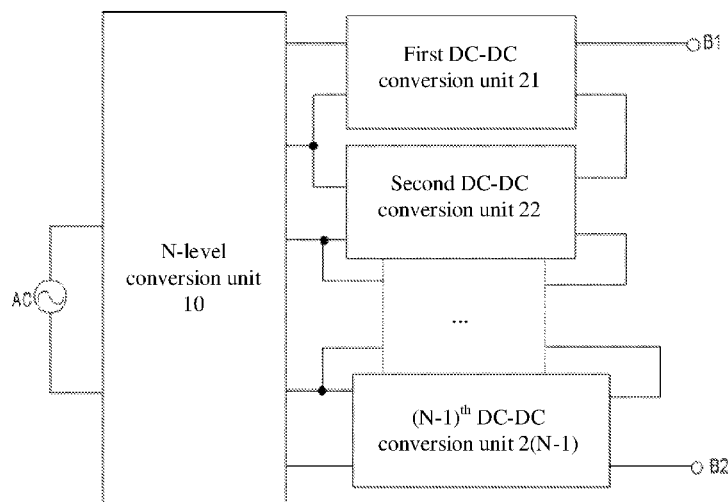 First DC-DC
conversion unit 21
B1
Second DC-DC
conversion unit 22
N-level
conversion unit
10
AC
...
(N-1)th DC-DC
conversion unit 2(N-1)
B2